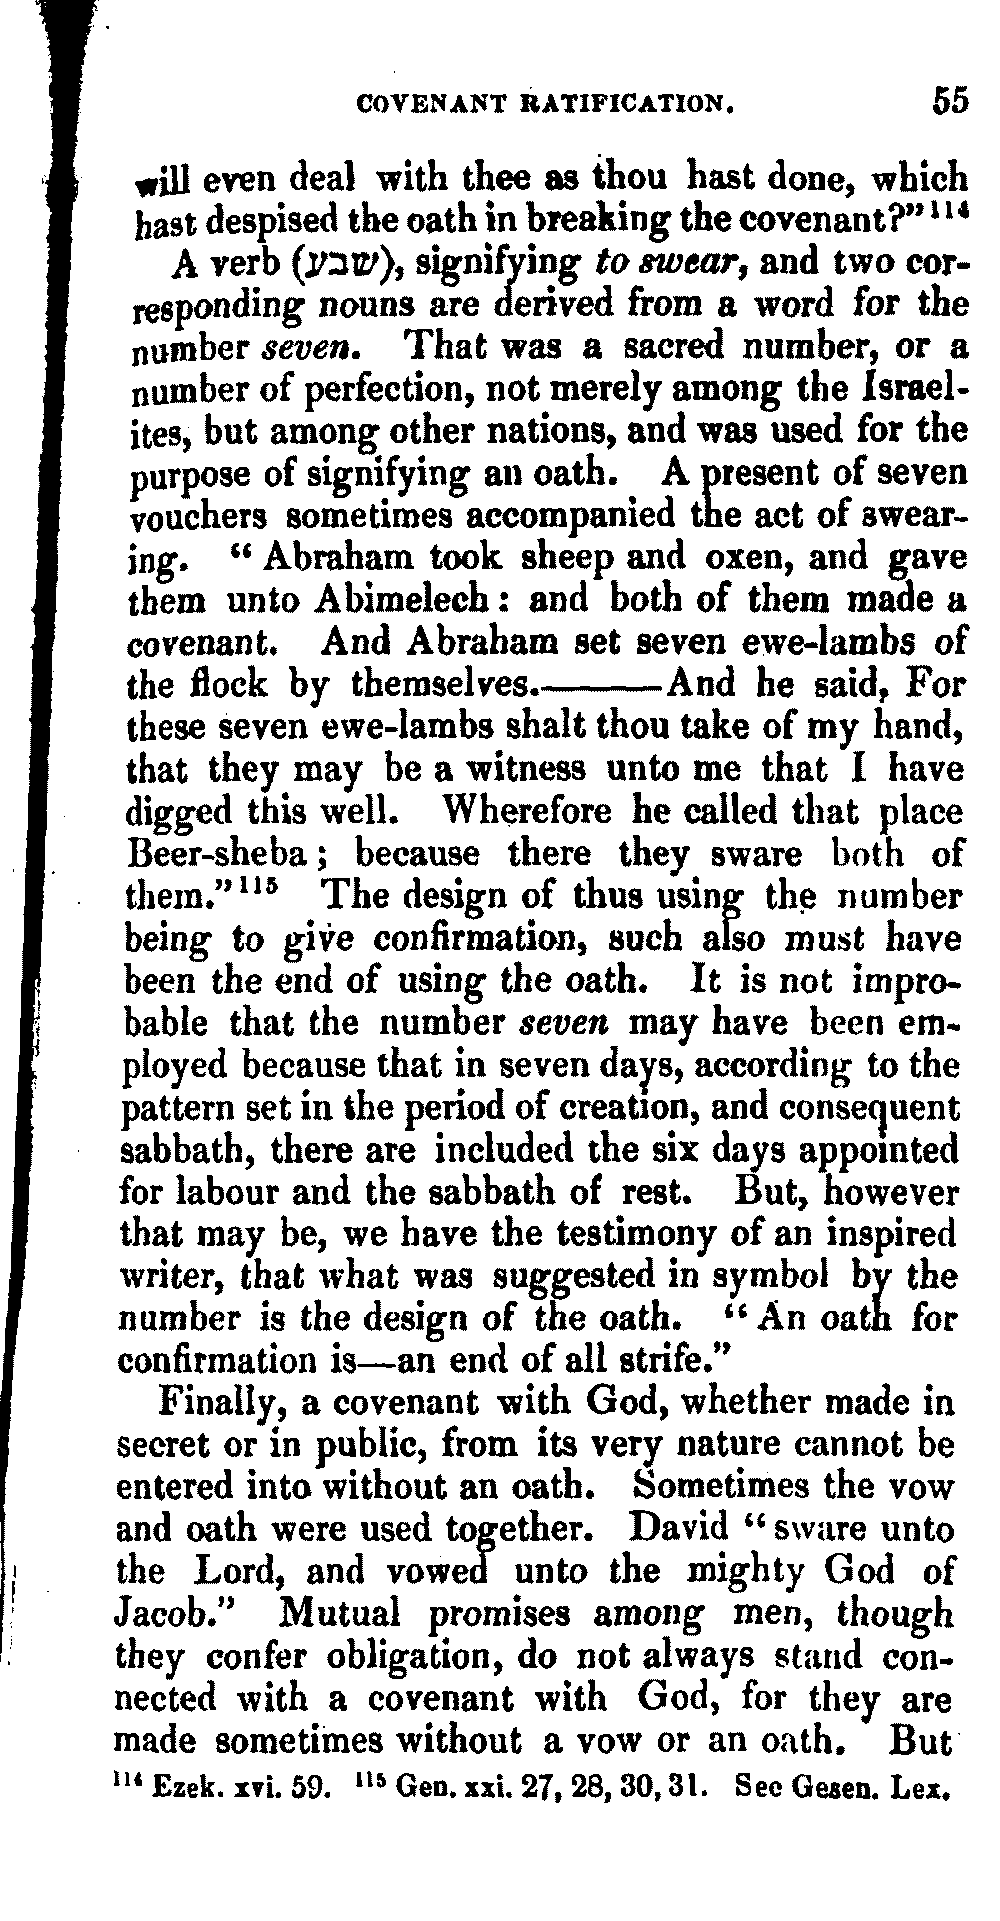 COVENANT RATIFICATION. 55
will even deal with thee as thou hast done, which
hast despised the oath in breaking the covenant?”¹¹⁴
A verb (שבע), signifying to swear, and two cor-
responding nouns are derived from a word for the
number seven. That was a sacred number, or a
number of perfection, not merely among the Israel-
ites, but among other nations, and was used for the
purpose of signifying an oath. A present of seven
vouchers sometimes accompanied the act of swear-
ing. “Abraham took sheep and oxen, and gave
them unto Abimelech: and both of them made a
covenant. And Abraham set seven ewe-lambs of
the flock by themselves.———And he said, For
these seven ewe-lambs shalt thou take of my hand,
that they may be a witness unto me that I have
digged this well. Wherefore he called that place
Beer-sheba; because there they sware both of
them.”¹¹⁵ The design of thus using the number
being to give confirmation, such also must have
been the end of using the oath. It is not impro-
bable that the number seven may have been em-
ployed because that in seven days, according to the
pattern set in the period of creation, and consequent
sabbath, there are included the six days appointed
for labour and the sabbath of rest. But, however
that may be, we have the testimony of an inspired
writer, that what was suggested in symbol by the
number is the design of the oath. “An oath for
confirmation is—an end of all strife.”
Finally, a covenant with God, whether made in
secret or in public, from its very nature cannot be
entered into without an oath. Sometimes the vow
and oath were used together. David “sware unto
the Lord, and vowed unto the mighty God of
Jacob.” Mutual promises among men, though
they confer obligation, do not always stand con-
nected with a covenant with God, for they are
made sometimes without a vow or an oath. But
¹¹⁴ Ezek. xvi. 59. ¹¹⁵ Gen. xxi. 27, 28, 30, 31. See Gesen. Lex.